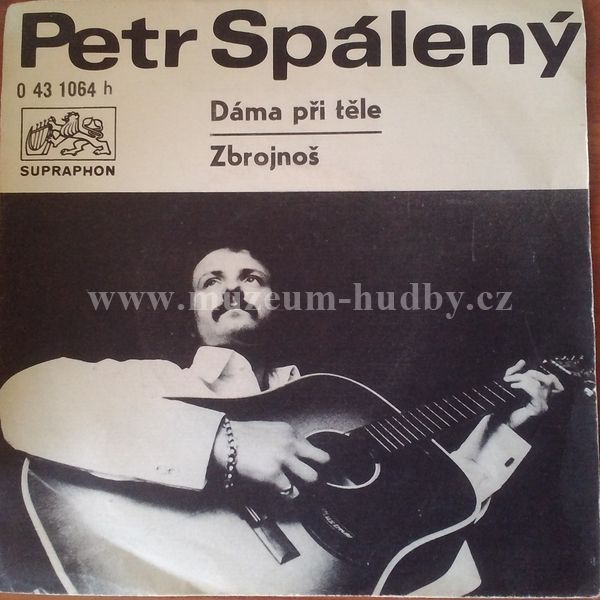 Petr Spálený
0 43 1064 h
Dáma při těle
Zbrojnoš
SUPRAPHON
www.muzeum-hudby.cz